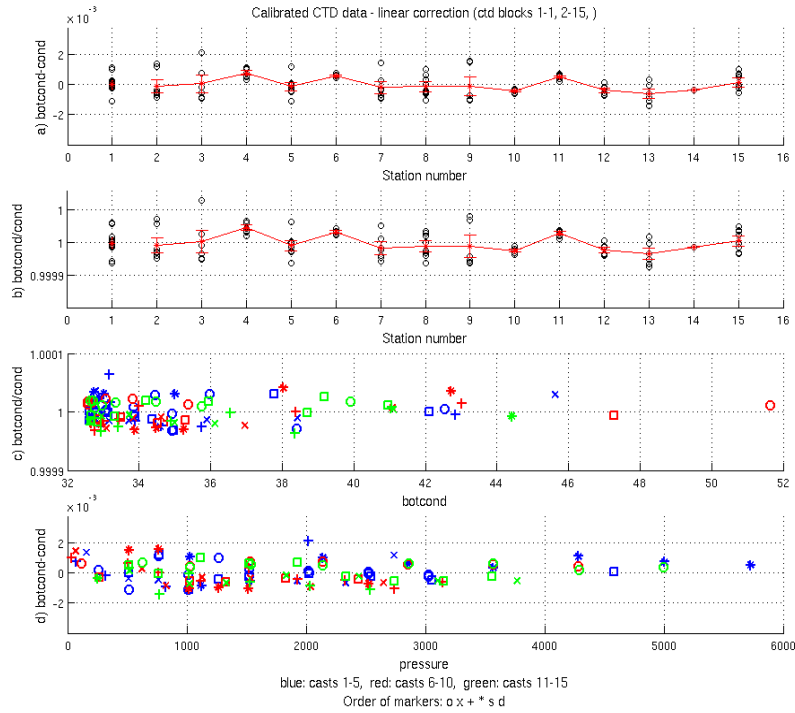 Calibrated CTD data - linear correction (ctd blocks 1-1, 2-15, )
× 10⁻³
2
0
-2
a) botcond-cond
0 1 2 3 4 5 6 7 8 9 10 11 12 13 14 15 16
Station number
1
1
0.9999
b) botcond/cond
0 1 2 3 4 5 6 7 8 9 10 11 12 13 14 15 16
Station number
1.0001
1
0.9999
c) botcond/cond
32 34 36 38 40 42 44 46 48 50 52
botcond
× 10⁻³
2
0
-2
d) botcond-cond
0 1000 2000 3000 4000 5000 6000
pressure
blue: casts 1-5, red: casts 6-10, green: casts 11-15
Order of markers: o x + * s d